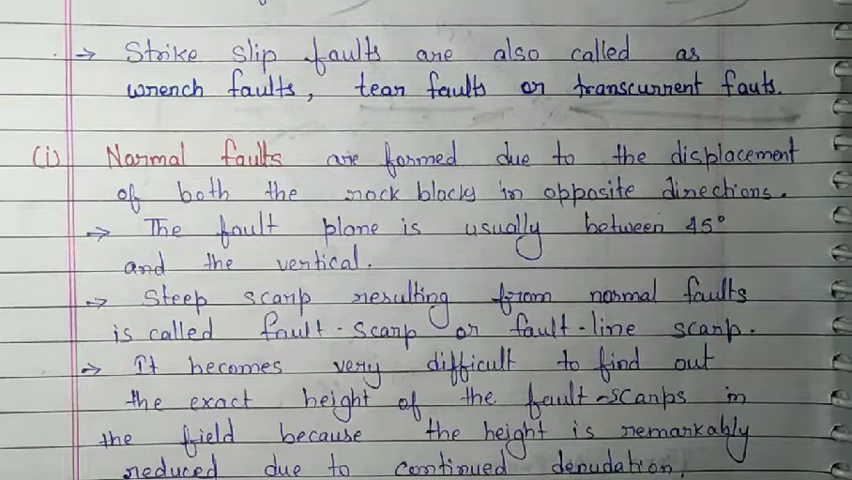 → Strike slip faults are also called as
wrench faults, tear faults or transcurrent fauts.
(i) Normal faults are formed due to the displacement
of both the rock blocks in opposite directions.
→ The fault plane is usually between 45°
and the vertical.
→ Steep scarp resulting from normal faults
is called fault-scarp or fault-line scarp.
→ It becomes very difficult to find out
the exact height of the fault-scarps in
the field because the height is remarkably
reduced due to continued denudation.